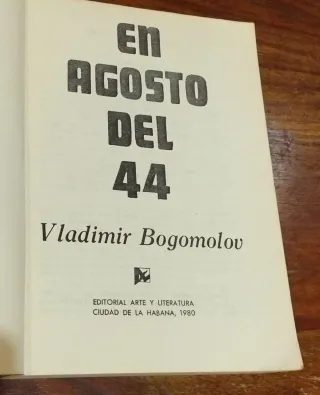 EN
AGOSTO
DEL
44
Vladimir Bogomolov
EDITORIAL ARTE Y LITERATURA
CIUDAD DE LA HABANA, 1980